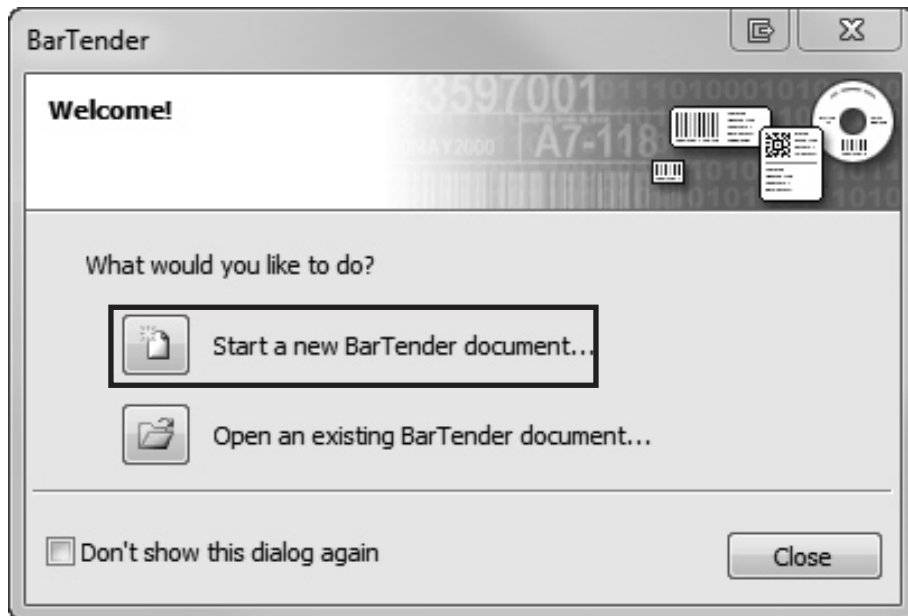 BarTender
Welcome!
43597001
A7-118
RAY2000
What would you like to do?
Start a new BarTender document...
Open an existing BarTender document...
Don't show this dialog again
Close